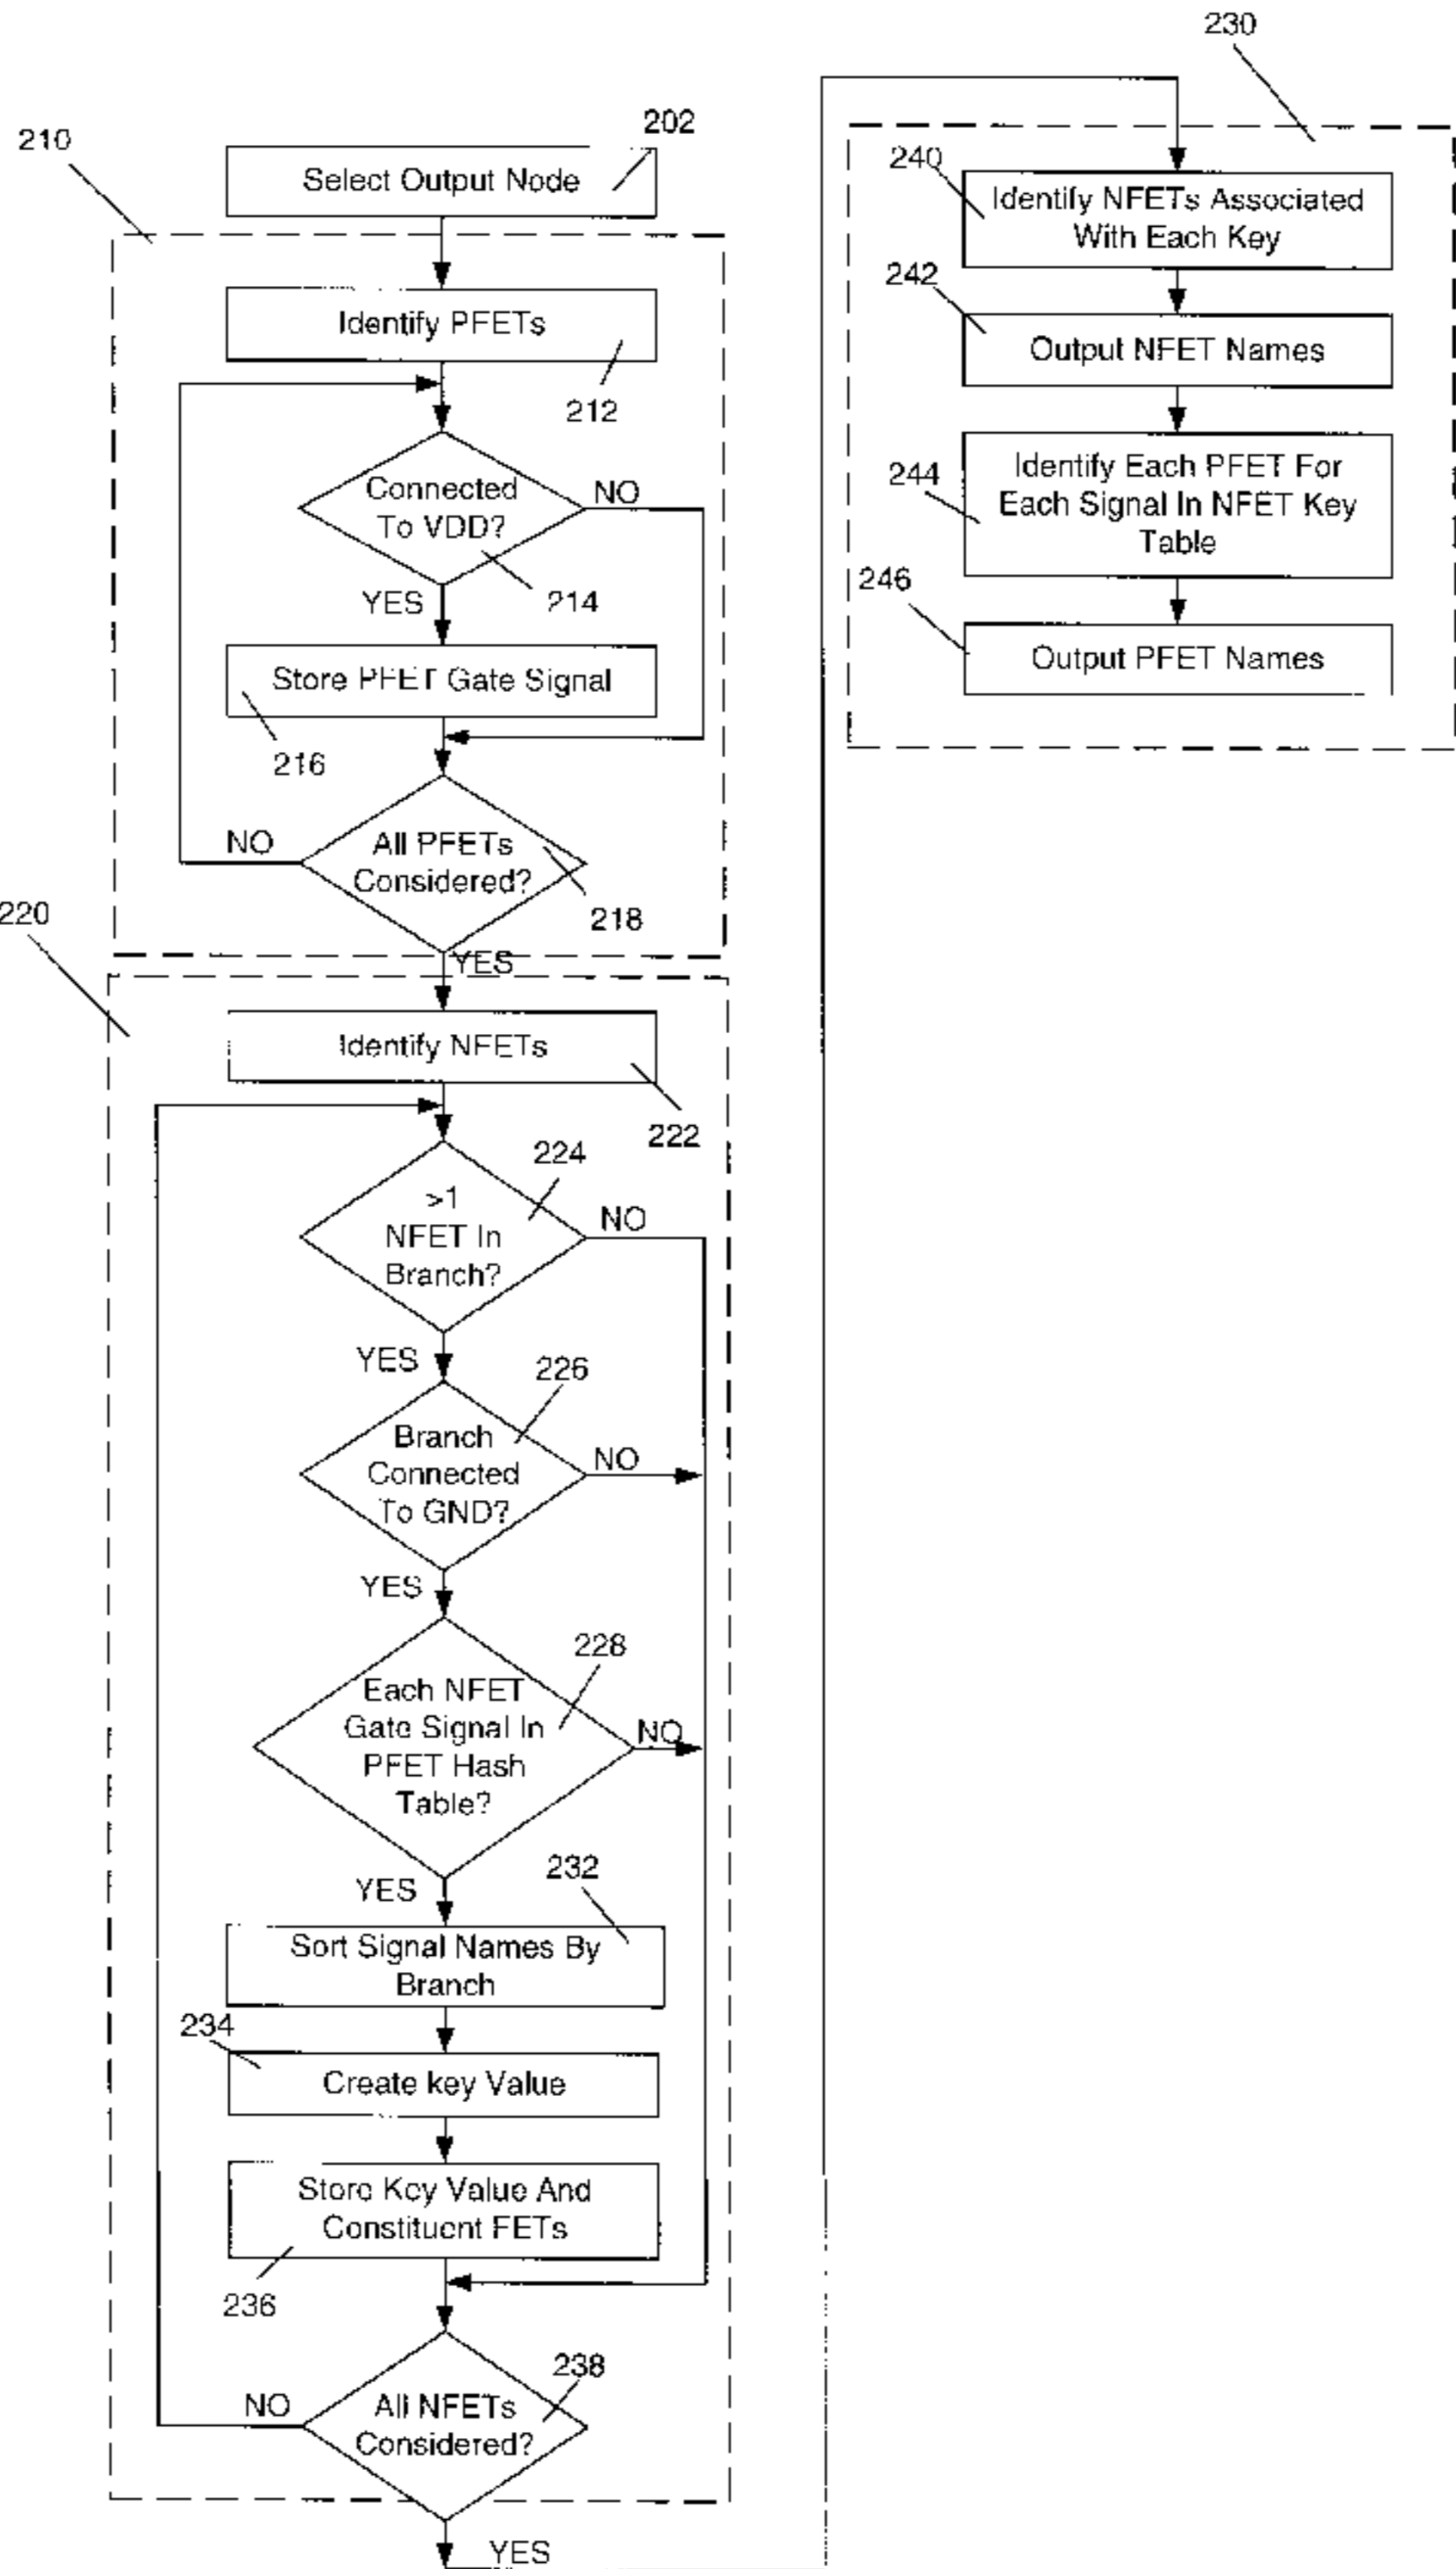 202
210
Select Output Node
Identify PFETs
212
Connected
To VDD?
NO
214
YES
Store PFET Gate Signal
216
All PFETs
Considered?
NO
218
YES
220
Identify NFETs
222
224
>1
NFET In
Branch?
NO
YES
226
Branch
Connected
To GND?
NO
YES
228
Each NFET
Gate Signal In
PFET Hash
Table?
NO
YES
232
Sort Signal Names By
Branch
234
Create key Value
Store Key Value And
Constituent FETs
236
238
All NFETs
Considered?
NO
YES
230
240
Identify NFETs Associated
With Each Key
242
Output NFET Names
244
Identify Each PFET For
Each Signal In NFET Key
Table
246
Output PFET Names